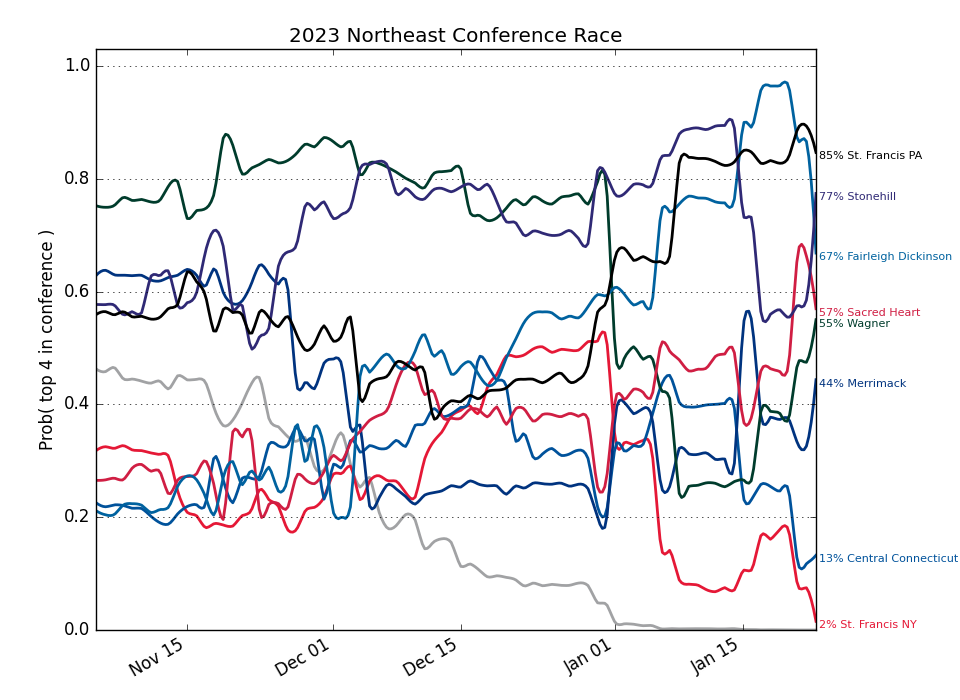 2023 Northeast Conference Race
Prob( top 4 in conference )
1.0
0.8
0.6
0.4
0.2
0.0
Nov 15
Dec 01
Dec 15
Jan 01
Jan 15
85% St. Francis PA
77% Stonehill
67% Fairleigh Dickinson
57% Sacred Heart
55% Wagner
44% Merrimack
13% Central Connecticut
2% St. Francis NY